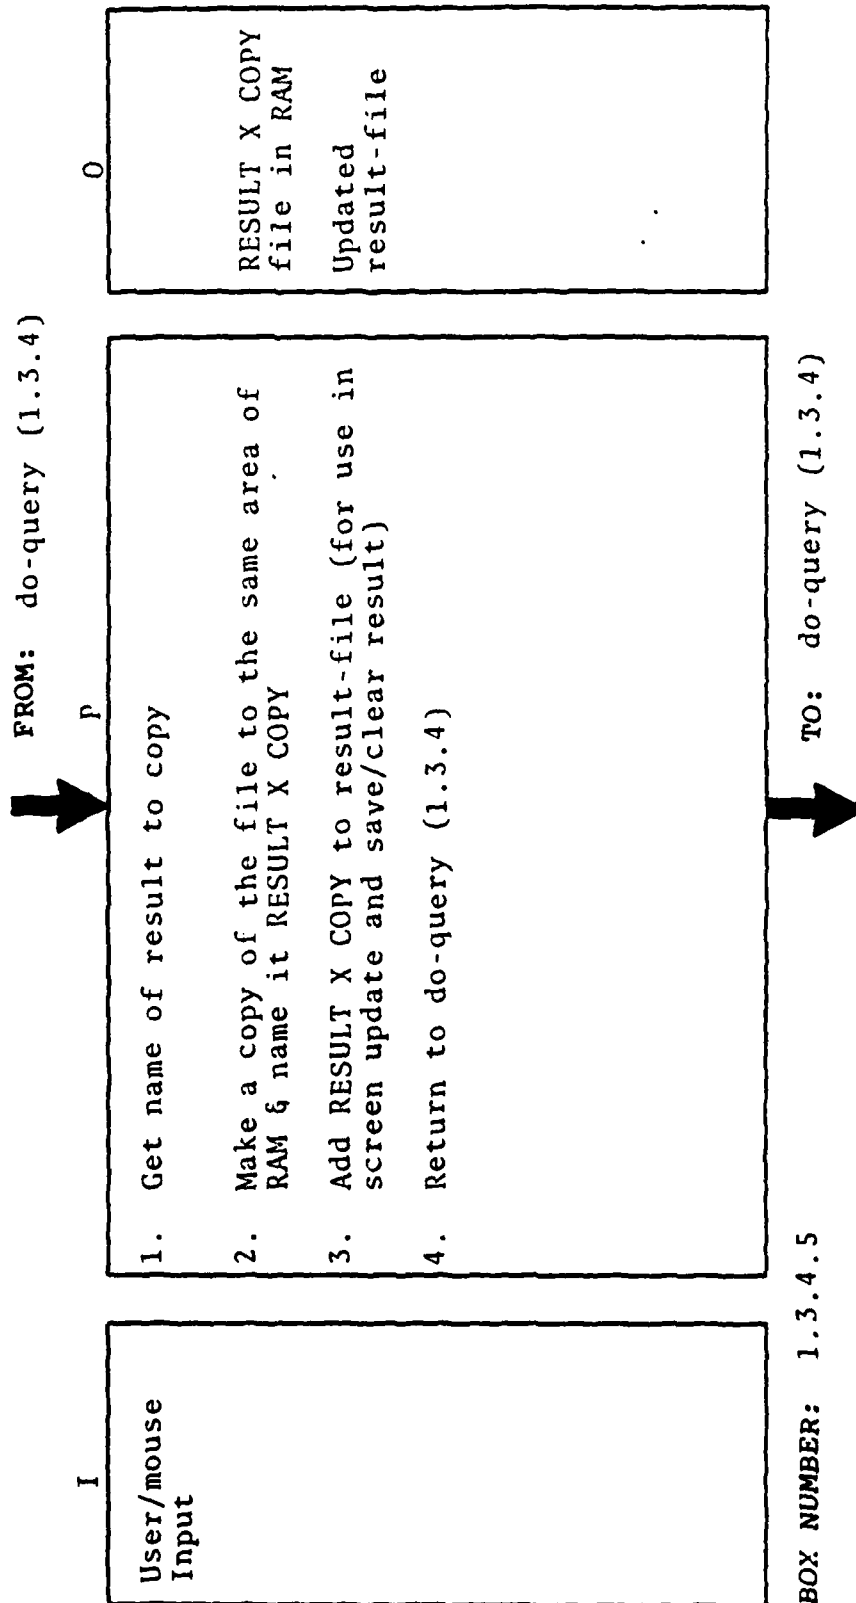 FROM: do-query (1.3.4)
I
User/mouse
Input
P
1. Get name of result to copy
2. Make a copy of the file to the same area of
RAM & name it RESULT X COPY
3. Add RESULT X COPY to result-file (for use in
screen update and save/clear result)
4. Return to do-query (1.3.4)
O
RESULT X COPY
file in RAM
Updated
result-file
BOX NUMBER: 1.3.4.5
TO: do-query (1.3.4)